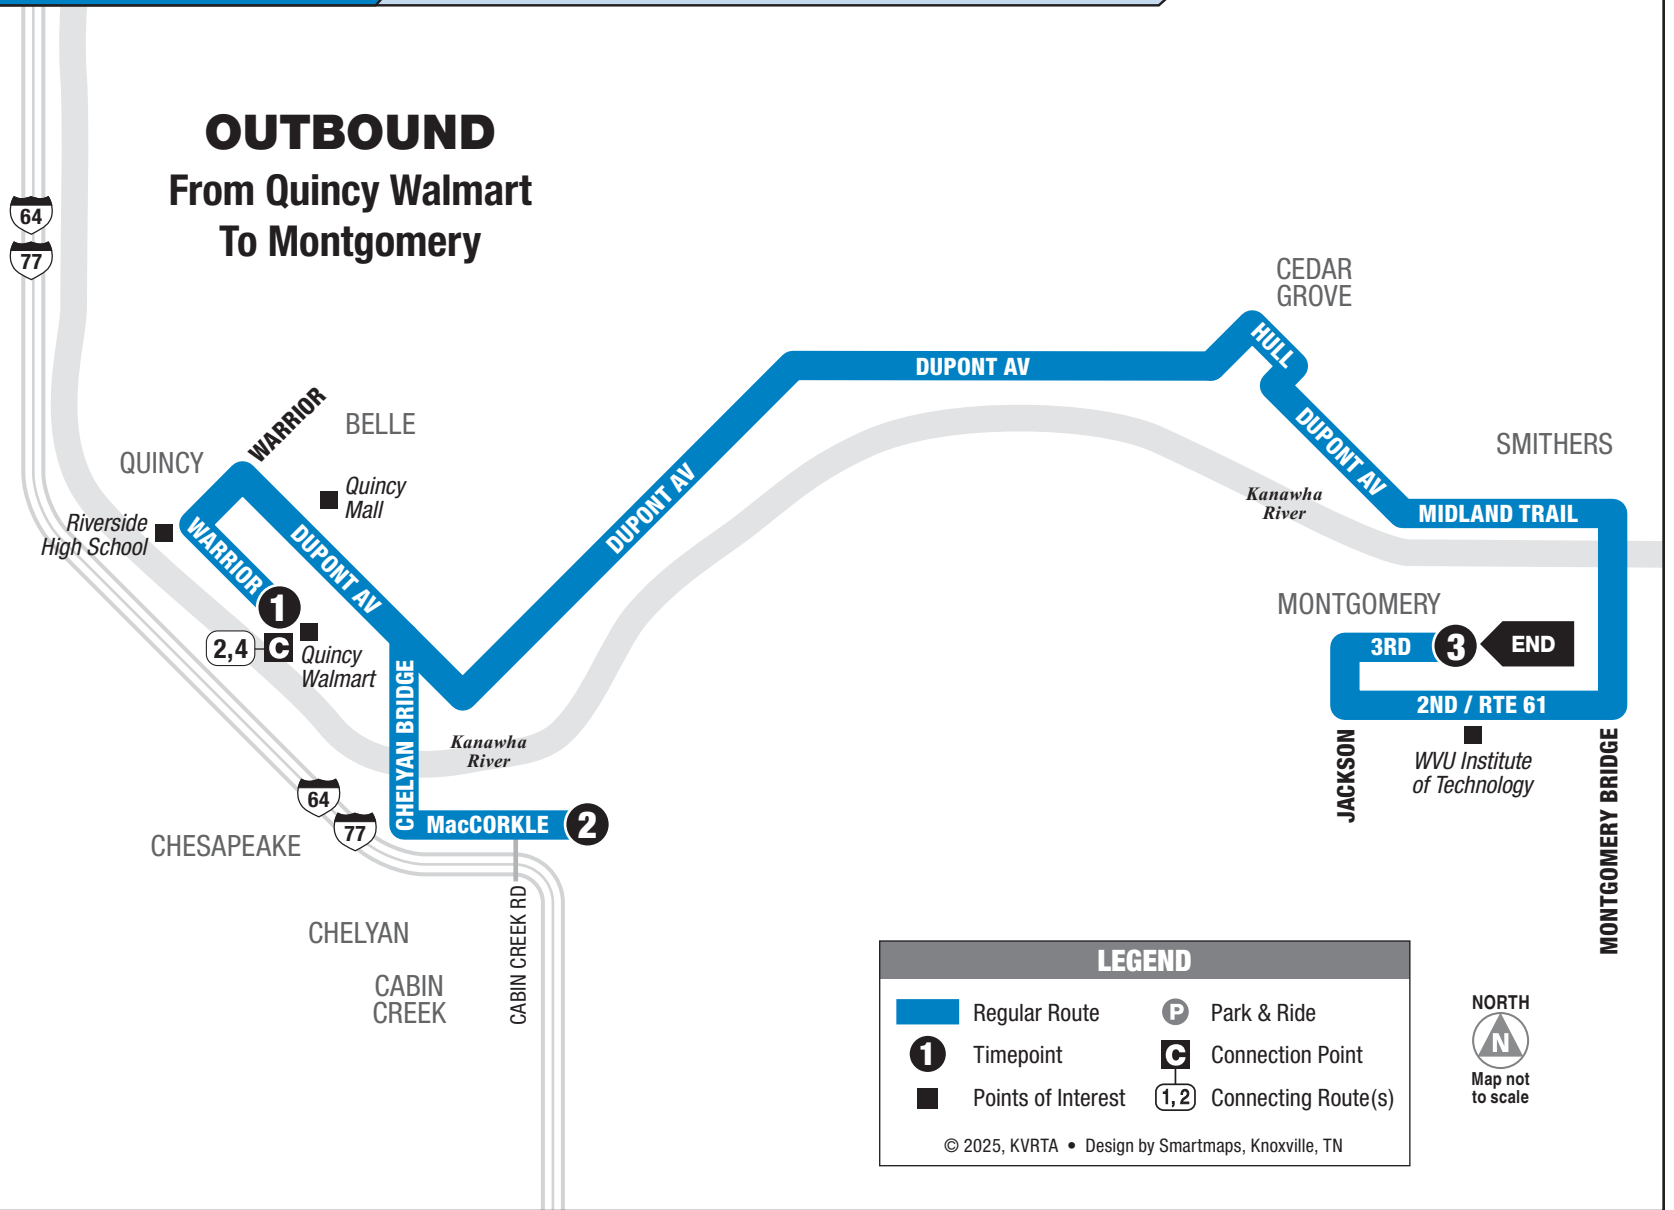 OUTBOUND
From Quincy Walmart
To Montgomery
64
77
CEDAR
GROVE
HULL
DUPONT AV
WARRIOR
BELLE
QUINCY
Quincy
Mall
Riverside
High School
WARRIOR
DUPONT AV
DUPONT AV
DUPONT AV
SMITHERS
Kanawha
River
MIDLAND TRAIL
1
2,4
C
Quincy
Walmart
MONTGOMERY
3RD
3
END
2ND / RTE 61
CHELYAN BRIDGE
Kanawha
River
JACKSON
WVU Institute
of Technology
MONTGOMERY BRIDGE
64
77
MacCORKLE
2
CHESAPEAKE
CHELYAN
CABIN
CREEK
CABIN CREEK RD
LEGEND
Regular Route
P
Park & Ride
1
Timepoint
C
Connection Point
Points of Interest
1,2
Connecting Route(s)
© 2025, KVRTA • Design by Smartmaps, Knoxville, TN
NORTH
N
Map not
to scale